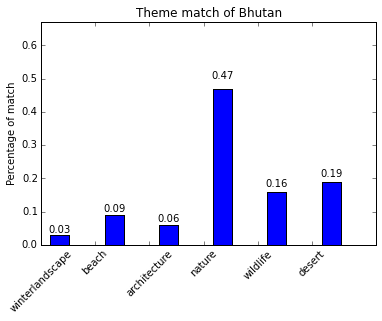 Theme match of Bhutan
Percentage of match
0.6
0.5
0.4
0.3
0.2
0.1
0.0
0.03
0.09
0.06
0.47
0.16
0.19
winterlandscape
beach
architecture
nature
wildlife
desert